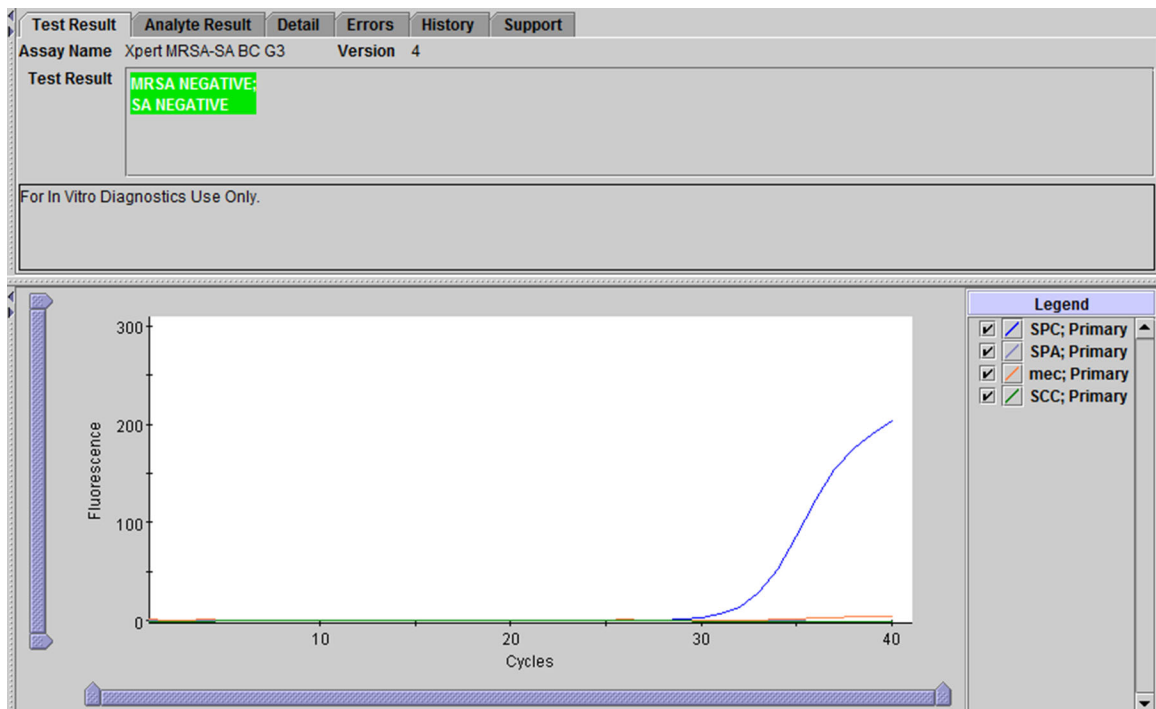 Test Result Analyte Result Detail Errors History Support
Assay Name Xpert MRSA-SA BC G3 Version 4
Test Result
MRSA NEGATIVE;
SA NEGATIVE
For In Vitro Diagnostics Use Only.
300
200
100
0
Fluorescence
10 20 30 40
Cycles
Legend
SPC; Primary
SPA; Primary
mec; Primary
SCC; Primary